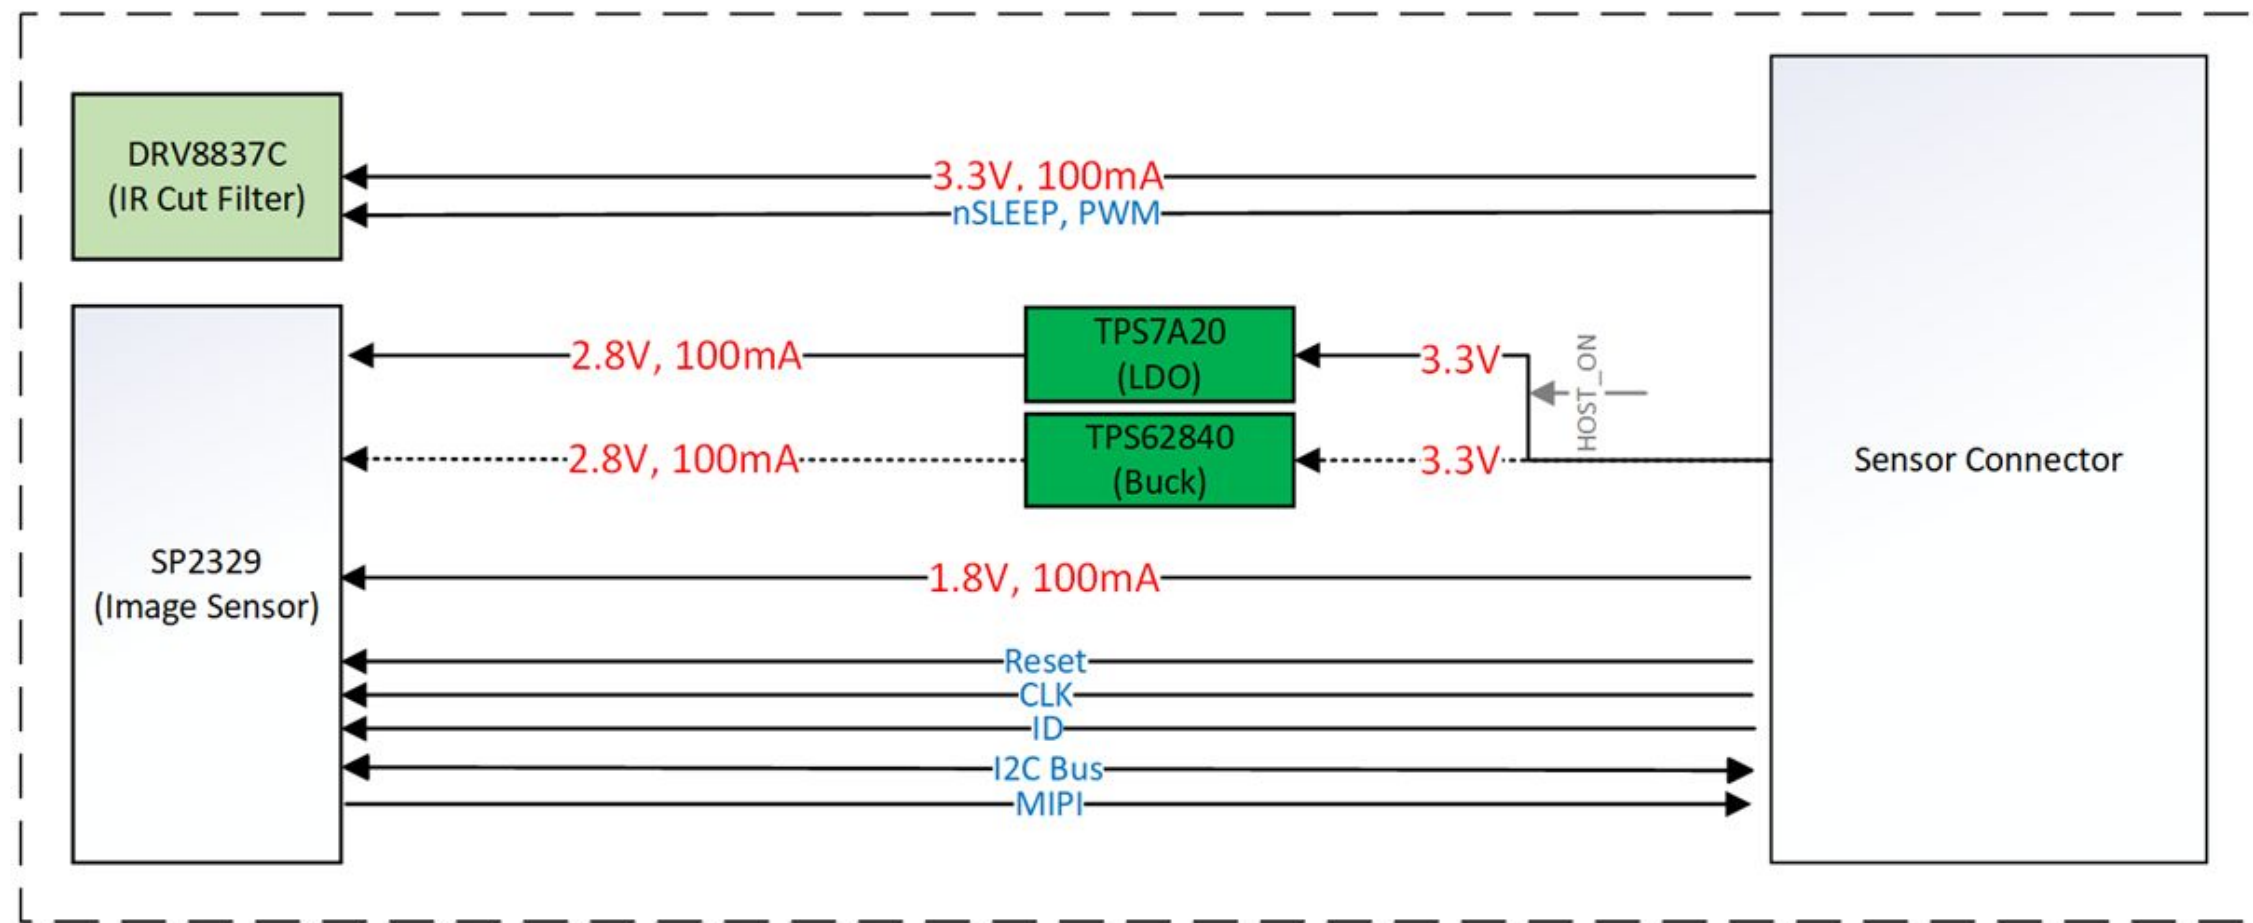 DRV8837C
(IR Cut Filter)
3.3V, 100mA
nSLEEP, PWM
TPS7A20
(LDO)
2.8V, 100mA
3.3V
HOST_ON
TPS62840
(Buck)
2.8V, 100mA
3.3V
Sensor Connector
SP2329
(Image Sensor)
1.8V, 100mA
Reset
CLK
ID
I2C Bus
MIPI